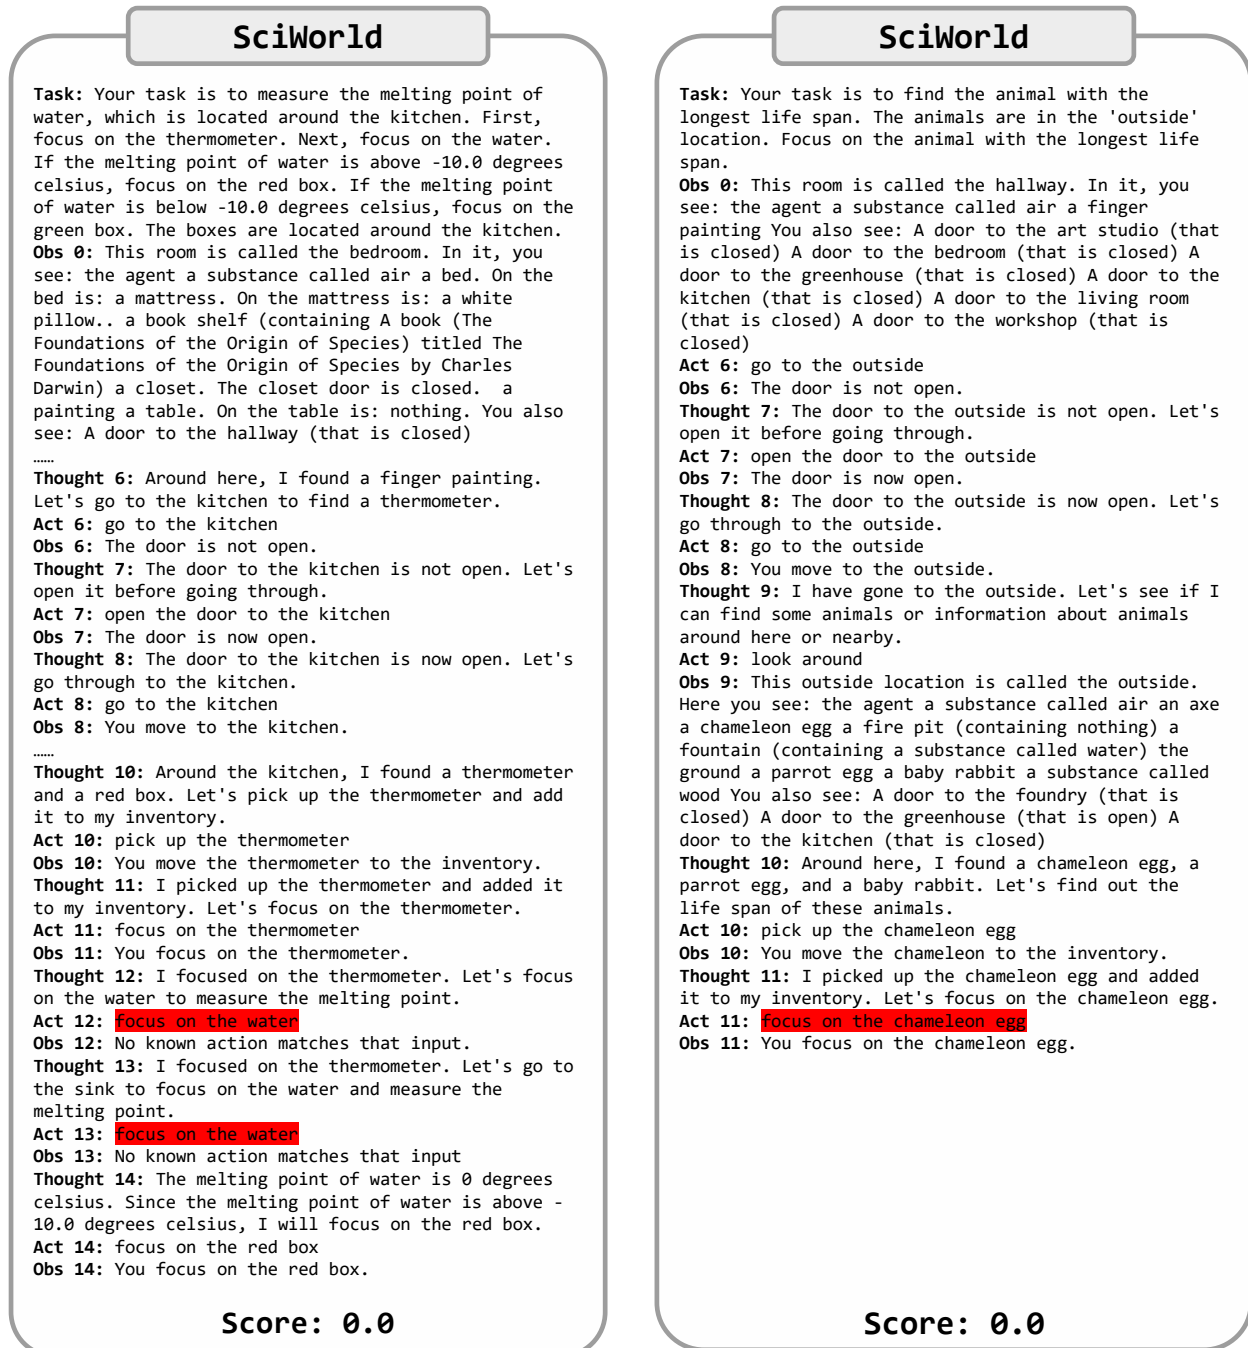 SciWorld
Task: Your task is to measure the melting point of
water, which is located around the kitchen. First,
focus on the thermometer. Next, focus on the water.
If the melting point of water is above -10.0 degrees
celsius, focus on the red box. If the melting point
of water is below -10.0 degrees celsius, focus on the
green box. The boxes are located around the kitchen.
Obs 0: This room is called the bedroom. In it, you
see: the agent a substance called air a bed. On the
bed is: a mattress. On the mattress is: a white
pillow.. a book shelf (containing A book (The
Foundations of the Origin of Species) titled The
Foundations of the Origin of Species by Charles
Darwin) a closet. The closet door is closed.  a
painting a table. On the table is: nothing. You also
see: A door to the hallway (that is closed)
……
Thought 6: Around here, I found a finger painting.
Let's go to the kitchen to find a thermometer.
Act 6: go to the kitchen
Obs 6: The door is not open.
Thought 7: The door to the kitchen is not open. Let's
open it before going through.
Act 7: open the door to the kitchen
Obs 7: The door is now open.
Thought 8: The door to the kitchen is now open. Let's
go through to the kitchen.
Act 8: go to the kitchen
Obs 8: You move to the kitchen.
……
Thought 10: Around the kitchen, I found a thermometer
and a red box. Let's pick up the thermometer and add
it to my inventory.
Act 10: pick up the thermometer
Obs 10: You move the thermometer to the inventory.
Thought 11: I picked up the thermometer and added it
to my inventory. Let's focus on the thermometer.
Act 11: focus on the thermometer
Obs 11: You focus on the thermometer.
Thought 12: I focused on the thermometer. Let's focus
on the water to measure the melting point.
Act 12: focus on the water
Obs 12: No known action matches that input.
Thought 13: I focused on the thermometer. Let's go to
the sink to focus on the water and measure the
melting point.
Act 13: focus on the water
Obs 13: No known action matches that input
Thought 14: The melting point of water is 0 degrees
celsius. Since the melting point of water is above -
10.0 degrees celsius, I will focus on the red box.
Act 14: focus on the red box
Obs 14: You focus on the red box.
Score: 0.0
SciWorld
Task: Your task is to find the animal with the
longest life span. The animals are in the 'outside'
location. Focus on the animal with the longest life
span.
Obs 0: This room is called the hallway. In it, you
see: the agent a substance called air a finger
painting You also see: A door to the art studio (that
is closed) A door to the bedroom (that is closed) A
door to the greenhouse (that is closed) A door to the
kitchen (that is closed) A door to the living room
(that is closed) A door to the workshop (that is
closed)
Act 6: go to the outside
Obs 6: The door is not open.
Thought 7: The door to the outside is not open. Let's
open it before going through.
Act 7: open the door to the outside
Obs 7: The door is now open.
Thought 8: The door to the outside is now open. Let's
go through to the outside.
Act 8: go to the outside
Obs 8: You move to the outside.
Thought 9: I have gone to the outside. Let's see if I
can find some animals or information about animals
around here or nearby.
Act 9: look around
Obs 9: This outside location is called the outside.
Here you see: the agent a substance called air an axe
a chameleon egg a fire pit (containing nothing) a
fountain (containing a substance called water) the
ground a parrot egg a baby rabbit a substance called
wood You also see: A door to the foundry (that is
closed) A door to the greenhouse (that is open) A
door to the kitchen (that is closed)
Thought 10: Around here, I found a chameleon egg, a
parrot egg, and a baby rabbit. Let's find out the
life span of these animals.
Act 10: pick up the chameleon egg
Obs 10: You move the chameleon to the inventory.
Thought 11: I picked up the chameleon egg and added
it to my inventory. Let's focus on the chameleon egg.
Act 11: focus on the chameleon egg
Obs 11: You focus on the chameleon egg.
Score: 0.0